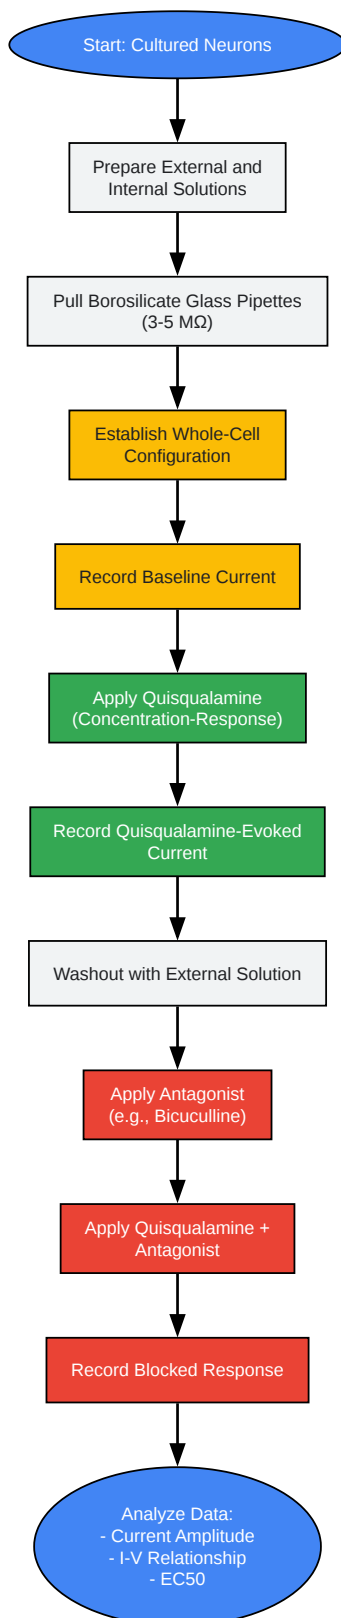 Start: Cultured Neurons
Prepare External and
Internal Solutions
Pull Borosilicate Glass Pipettes
(3-5 MΩ)
Establish Whole-Cell
Configuration
Record Baseline Current
Apply Quisqualamine
(Concentration-Response)
Record Quisqualamine-Evoked
Current
Washout with External Solution
Apply Antagonist
(e.g., Bicuculline)
Apply Quisqualamine +
Antagonist
Record Blocked Response
Analyze Data:
- Current Amplitude
- I-V Relationship
- EC50